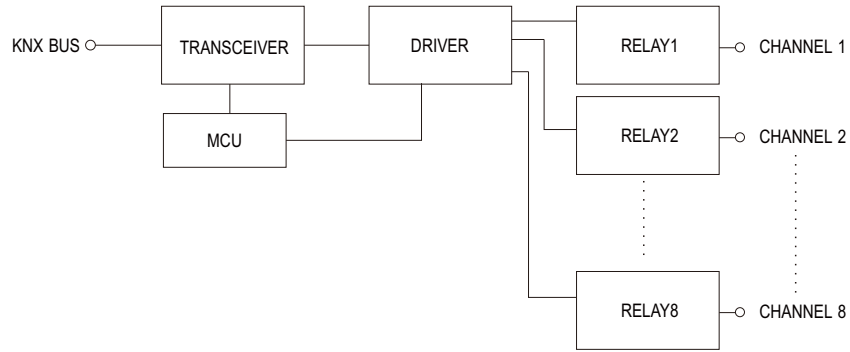 KNX BUS
TRANSCEIVER
DRIVER
RELAY1
CHANNEL 1
MCU
RELAY2
CHANNEL 2
RELAY8
CHANNEL 8